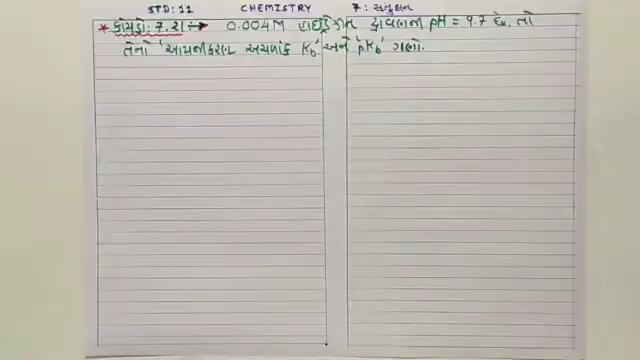 STD: 11 CHEMISTRY 7: સંતુલન
* કોયડો: 7.21 :→ 0.004M હાઇડ્રેઝીન દ્રાવણની pH = 9.7 છે. તો
તેનો 'આયનીકરણ અચળાંક Kb' અને 'pKb' ગણો.